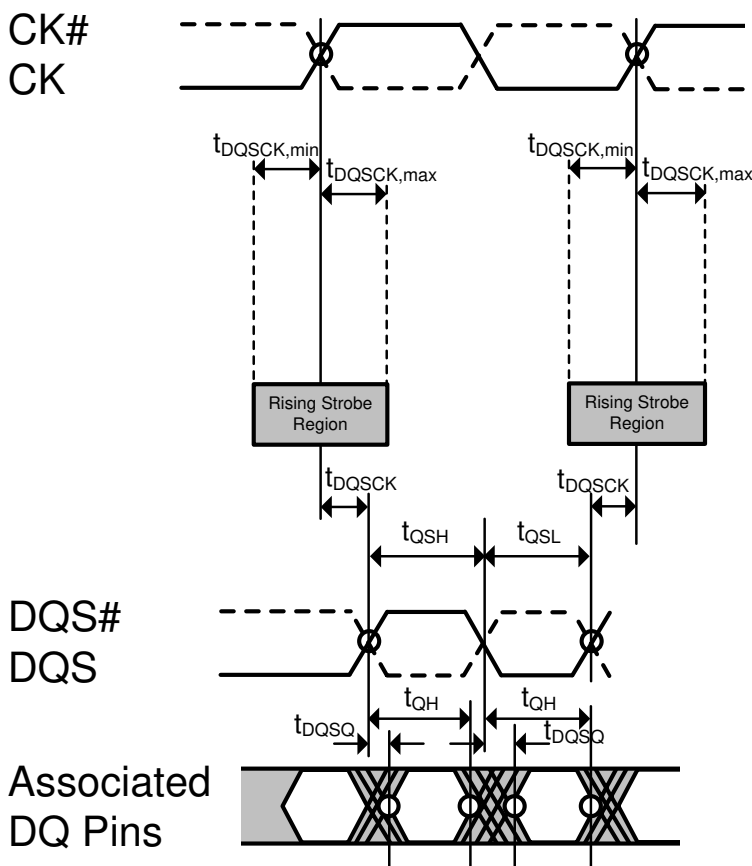 CK#
CK
tDQSCK,min
tDQSCK,max
tDQSCK,min
tDQSCK,max
Rising Strobe
Region
Rising Strobe
Region
tDQSCK
tDQSCK
tQSH
tQSL
DQS#
DQS
tQH
tQH
tDQSQ
tDQSQ
Associated
DQ Pins